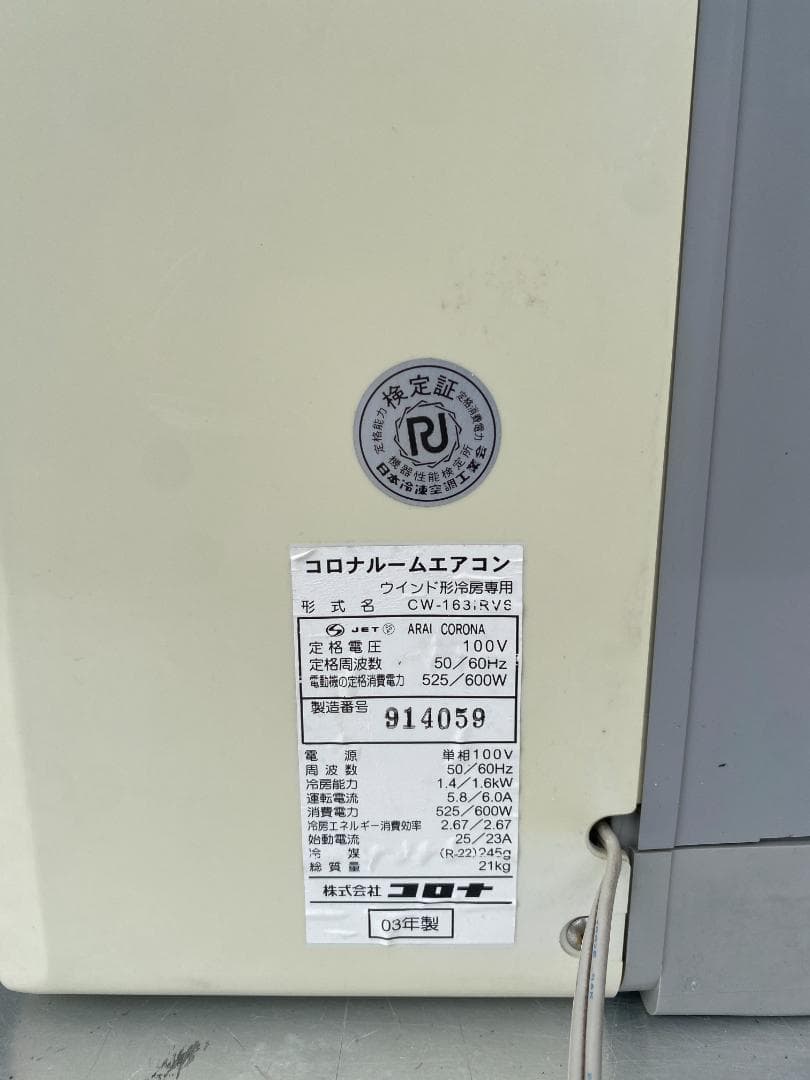 検定証
定格能力
定格消費電力
機器性能検定所
日本冷凍空調工業会
コロナルームエアコン
ウインド形冷房専用
形式名 CW-163iRVS
JET ARAI CORONA
定格電圧 100V
定格周波数 50/60Hz
電動機の定格消費電力 525/600W
製造番号 914059
電源 単相100V
周波数 50/60Hz
冷房能力 1.4/1.6kW
運転電流 5.8/6.0A
消費電力 525/600W
冷房エネルギー消費効率 2.67/2.67
始動電流 25/23A
冷媒 (R-22)245g
総質量 21kg
株式会社 コロナ
03年製